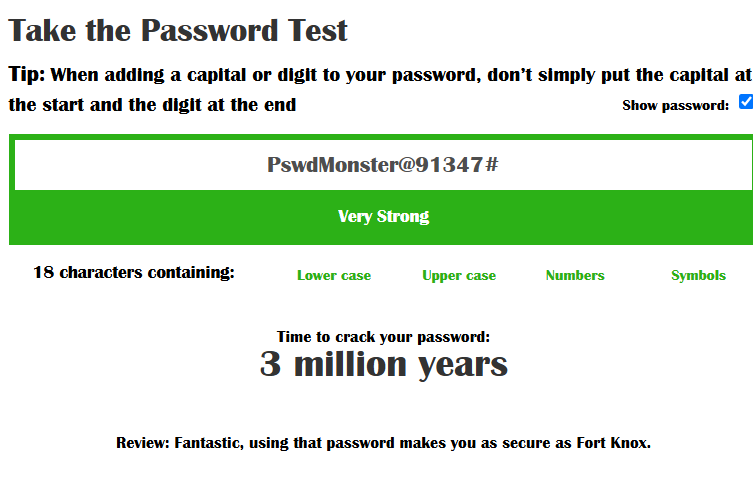 Take the Password Test
Tip: When adding a capital or digit to your password, don't simply put the capital at
the start and the digit at the end
Show password:
PswdMonster@91347#
Very Strong
18 characters containing:
Lower case
Upper case
Numbers
Symbols
Time to crack your password:
3 million years
Review: Fantastic, using that password makes you as secure as Fort Knox.